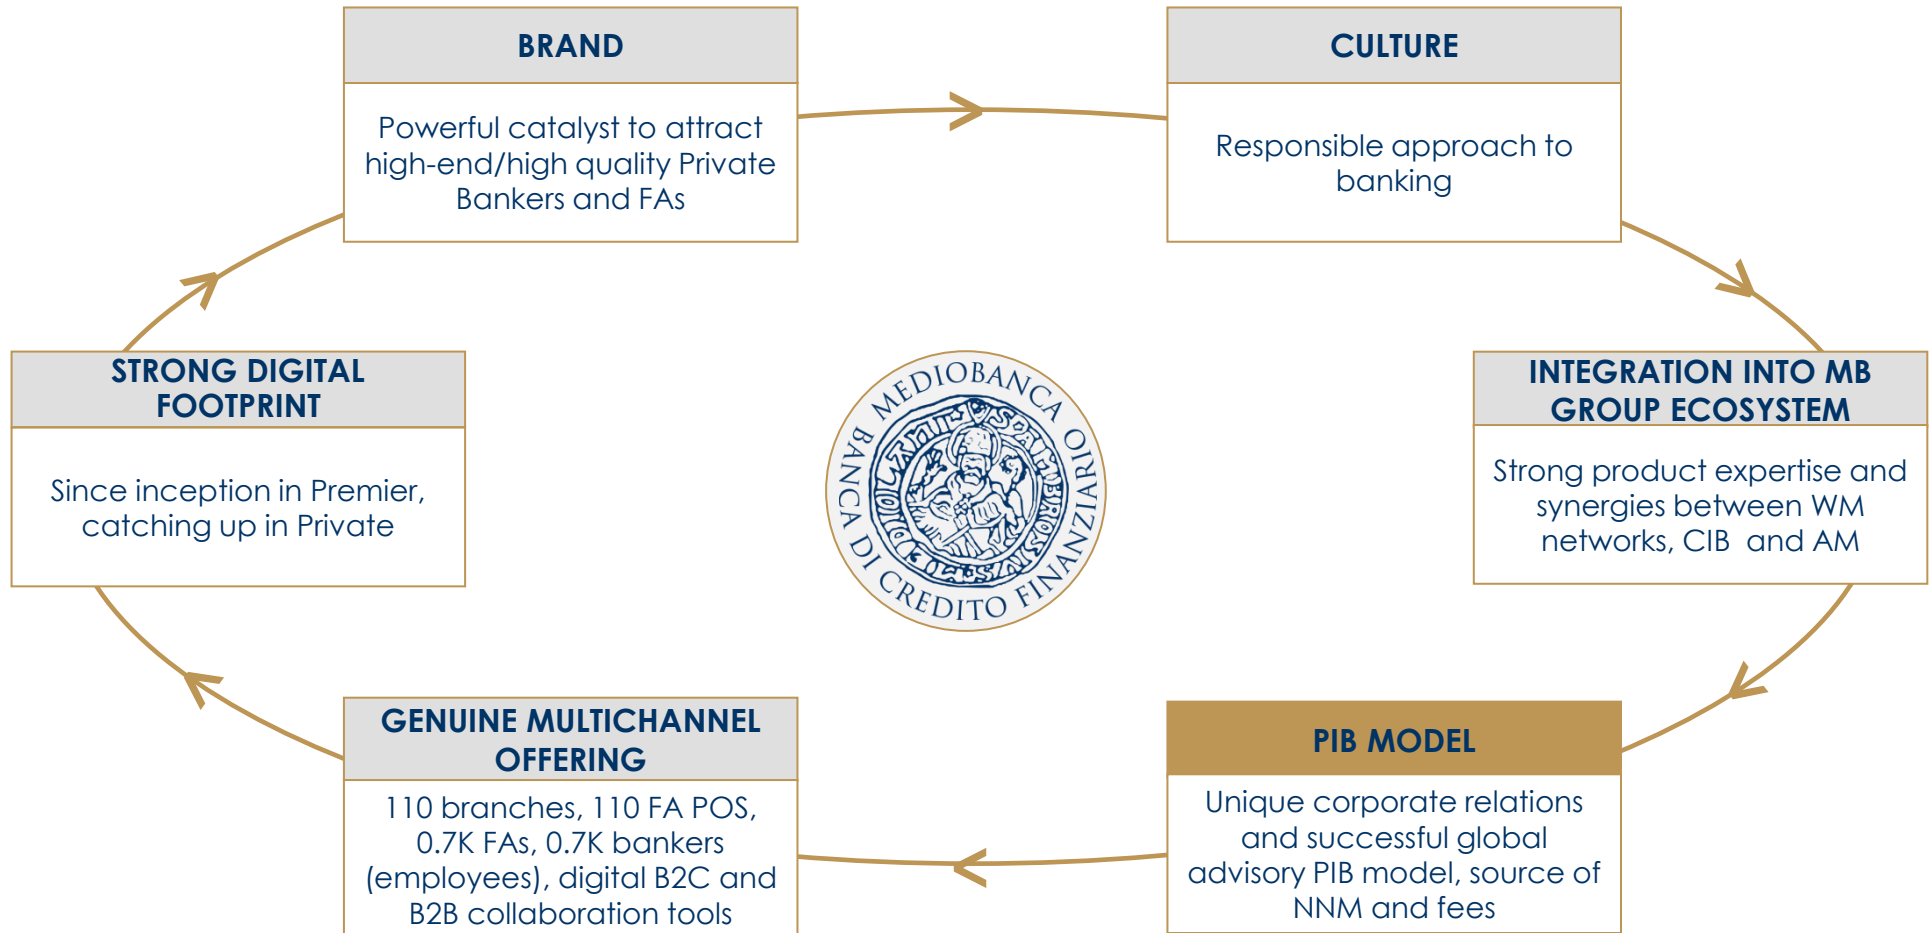 BRAND
Powerful catalyst to attract
high-end/high quality Private
Bankers and FAs
CULTURE
Responsible approach to
banking
STRONG DIGITAL
FOOTPRINT
Since inception in Premier,
catching up in Private
MEDIOBANCA
BANCA DI CREDITO FINANZIARIO
INTEGRATION INTO MB
GROUP ECOSYSTEM
Strong product expertise and
synergies between WM
networks, CIB and AM
GENUINE MULTICHANNEL
OFFERING
110 branches, 110 FA POS,
0.7K FAs, 0.7K bankers
(employees), digital B2C and
B2B collaboration tools
PIB MODEL
Unique corporate relations
and successful global
advisory PIB model, source of
NNM and fees